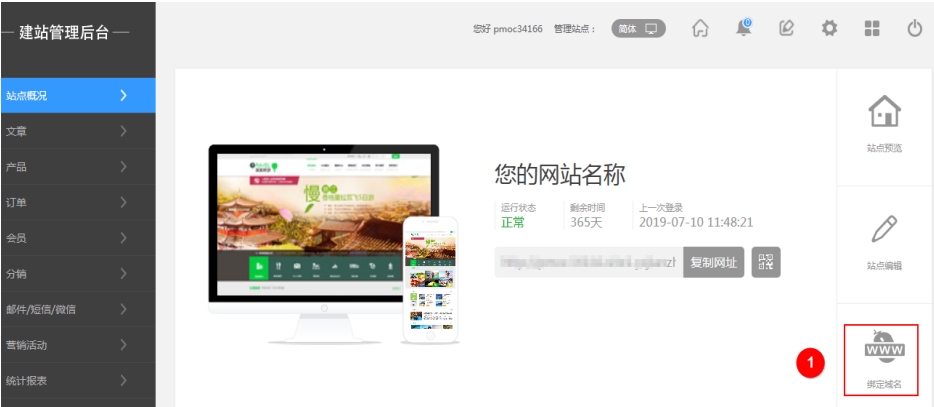 建站管理后台
您好 pmoc34166 管理站点： 简体
站点概况
文章
产品
订单
会员
分销
邮件/短信/微信
营销活动
统计报表
慢
您的网站名称
运行状态 剩余时间 上一次登录
正常 365天 2019-07-10 11:48:21
复制网址
站点预览
站点编辑
1
WWW
绑定域名